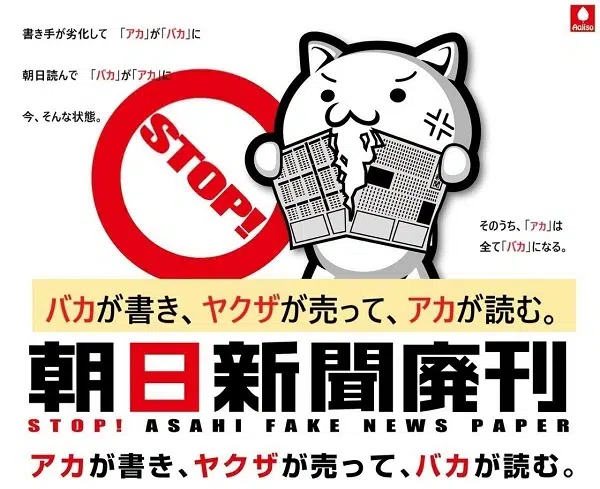 書き手が劣化して 「アカ」が「バカ」に
朝日読んで 「バカ」が「アカ」に
今、そんな状態。
STOP!
そのうち、「アカ」は
全て「バカ」になる。
バカが書き、ヤクザが売って、アカが読む。
朝日新聞廃刊
STOP! ASAHI FAKE NEWS PAPER
アカが書き、ヤクザが売って、バカが読む。